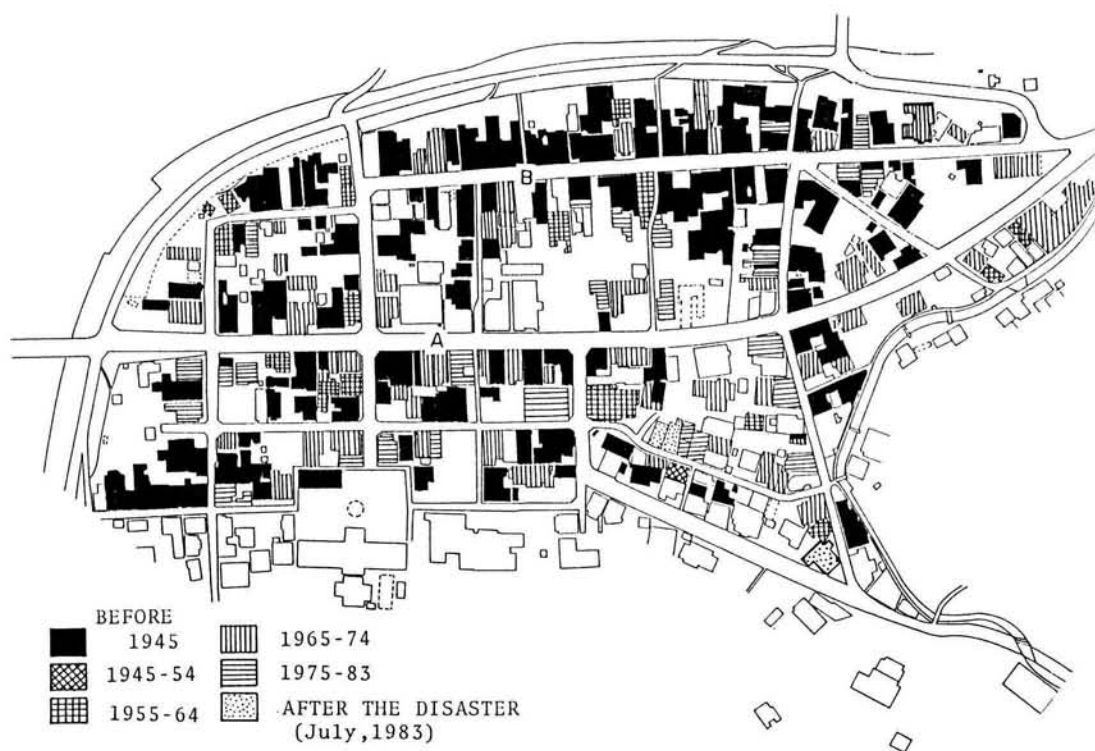 B
A
BEFORE
1945
1945-54
1955-64
1965-74
1975-83
AFTER THE DISASTER
(July,1983)